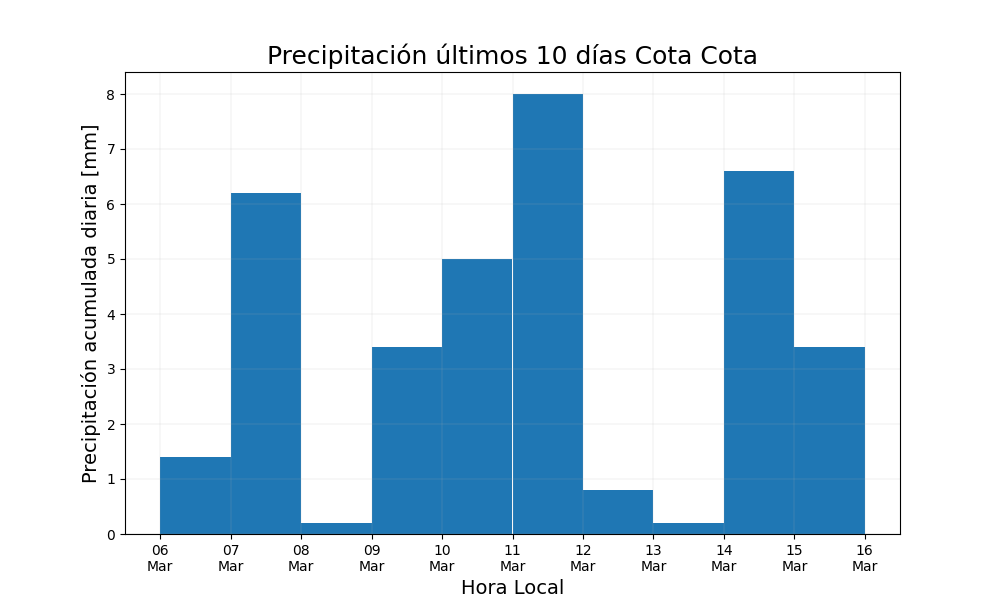 Precipitación últimos 10 días Cota Cota
Precipitación acumulada diaria [mm]
8
7
6
5
4
3
2
1
0
06 07 08 09 10 11 12 13 14 15 16
Mar Mar Mar Mar Mar Mar Mar Mar Mar Mar Mar
Hora Local